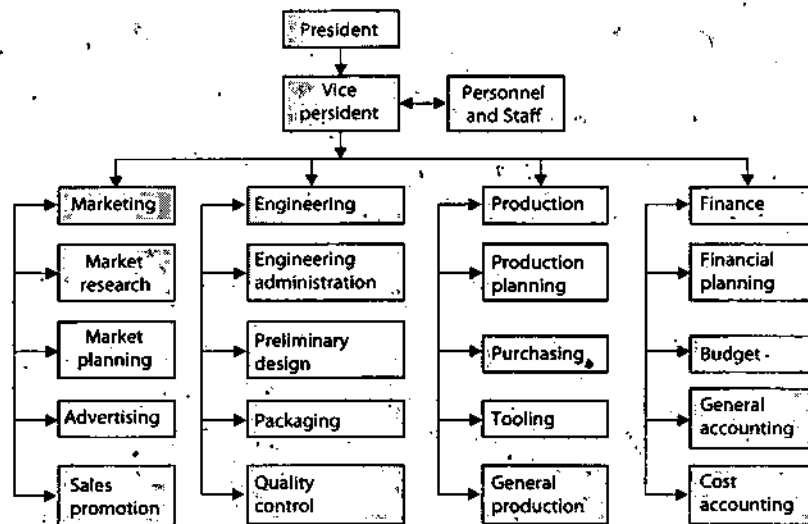 President
Vice
persident
Personnel
and Staff
Marketing
Engineering
Production
Finance
Market
research
Engineering
administration
Production
planning
Financial
planning
Market
planning
Preliminary
design
Purchasing
Budget
Advertising
Packaging
Tooling
General
accounting
Sales
promotion
Quality
control
General
production
Cost
accounting